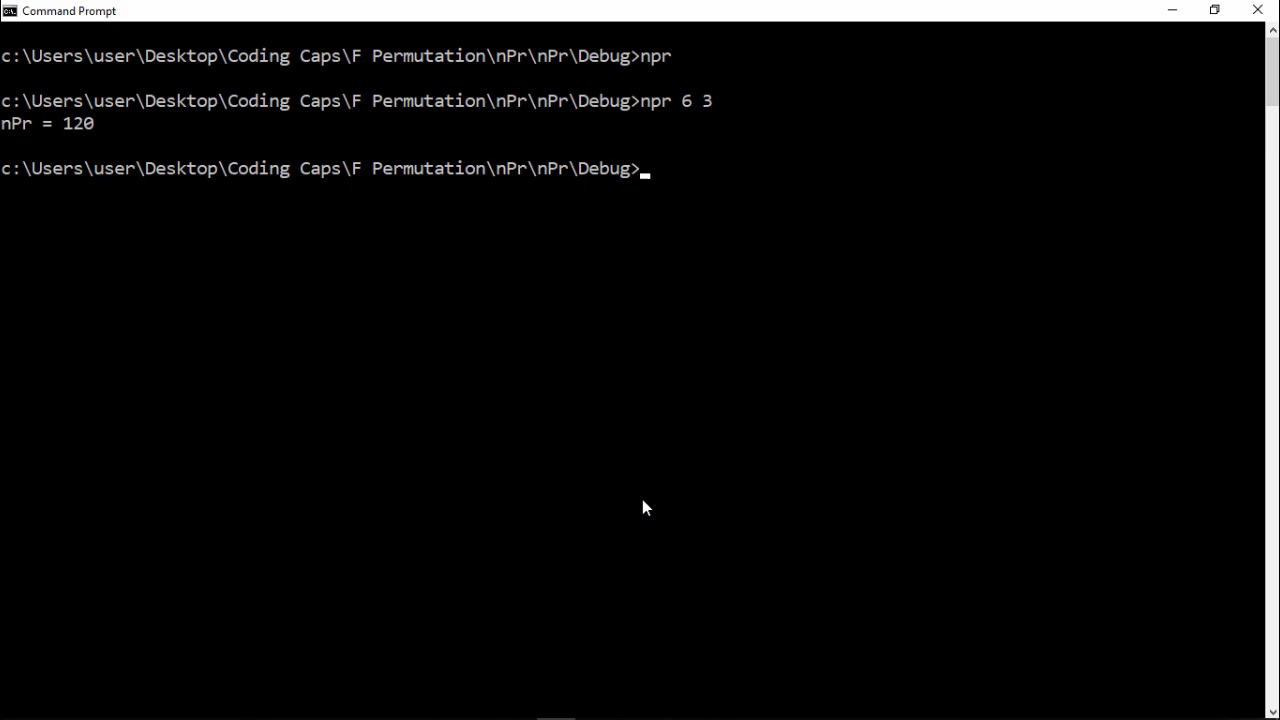 Command Prompt
c:\Users\user\Desktop\Coding Caps\F Permutation\nPr\nPr\Debug>npr
c:\Users\user\Desktop\Coding Caps\F Permutation\nPr\nPr\Debug>npr 6 3
nPr = 120
c:\Users\user\Desktop\Coding Caps\F Permutation\nPr\nPr\Debug>